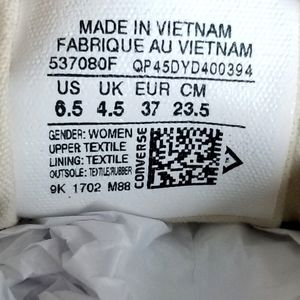 MADE IN VIETNAM
FABRIQUE AU VIETNAM
537080F QP45DYD400394
US UK EUR CM
6.5 4.5 37 23.5
GENDER: WOMEN
UPPER TEXTILE
LINING: TEXTILE
OUTSOLE: TEXTILE/RUBBER
9K 1702 M88
CONVERSE